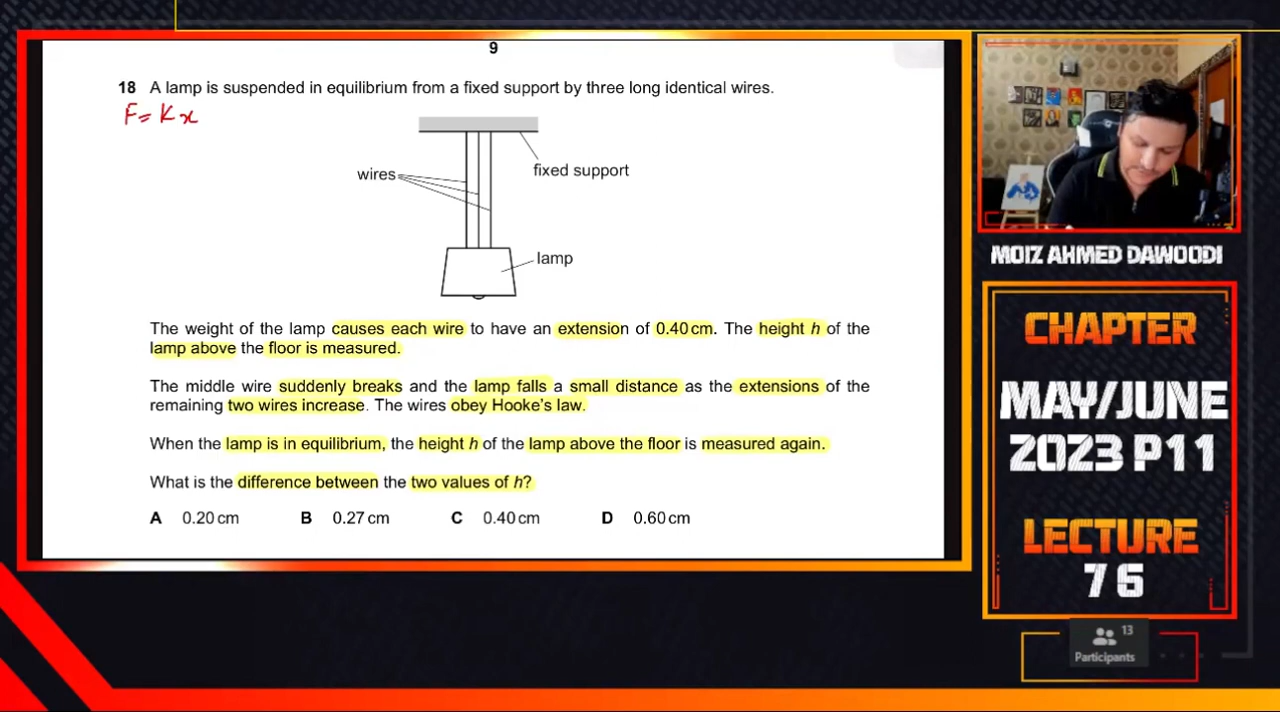 9
18 A lamp is suspended in equilibrium from a fixed support by three long identical wires.
F = Kx
wires
fixed support
lamp
The weight of the lamp causes each wire to have an extension of 0.40 cm. The height h of the
lamp above the floor is measured.
The middle wire suddenly breaks and the lamp falls a small distance as the extensions of the
remaining two wires increase. The wires obey Hooke's law.
When the lamp is in equilibrium, the height h of the lamp above the floor is measured again.
What is the difference between the two values of h?
A 0.20 cm B 0.27 cm C 0.40 cm D 0.60 cm
MOIZ AHMED DAWOODI
CHAPTER
MAY/JUNE
2023 P11
LECTURE
76
13
Participants